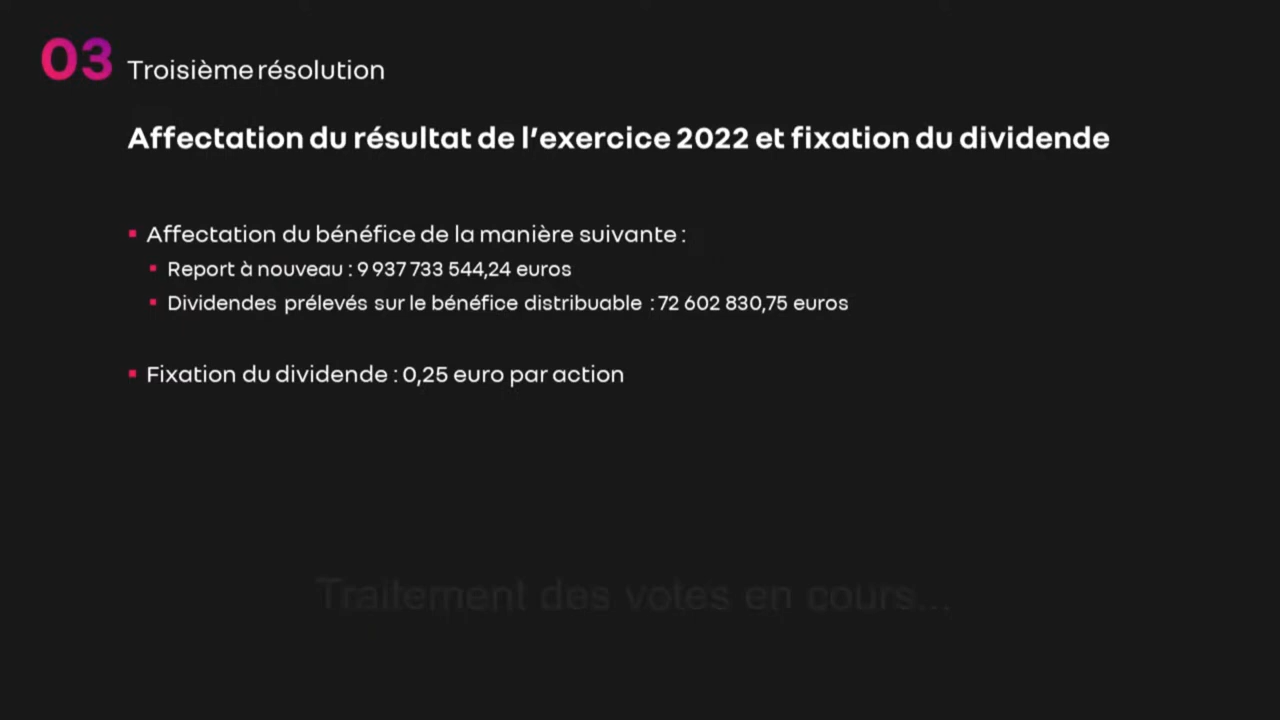 03 Troisième résolution
Affectation du résultat de l'exercice 2022 et fixation du dividende
▪ Affectation du bénéfice de la manière suivante :
▪ Report à nouveau : 9 937 733 544,24 euros
▪ Dividendes prélevés sur le bénéfice distribuable : 72 602 830,75 euros
▪ Fixation du dividende : 0,25 euro par action
Traitement des votes en cours...